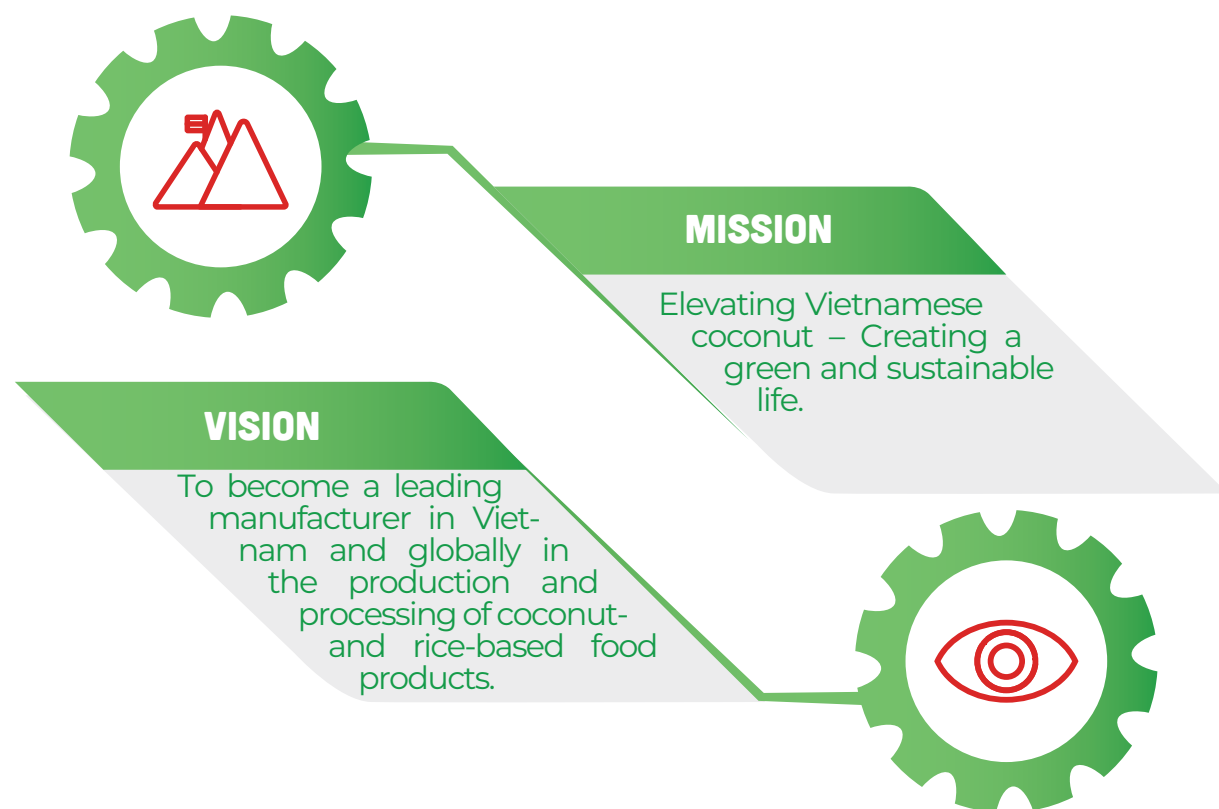 MISSION
Elevating Vietnamese
coconut – Creating a
green and sustainable
life.
VISION
To become a leading
manufacturer in Viet-
nam and globally in
the production and
processing of coconut-
and rice-based food
products.